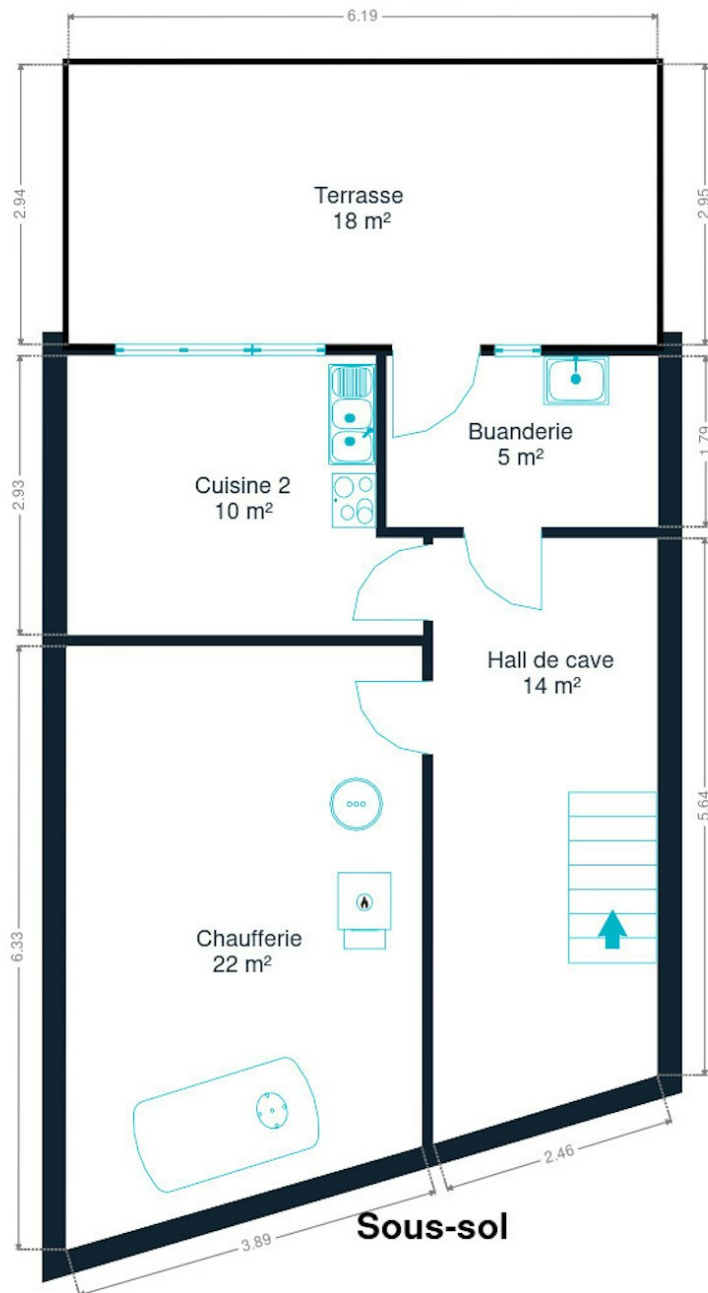 6.19
2.94
2.95
Terrasse
18 m²
2.93
1.79
Buanderie
5 m²
Cuisine 2
10 m²
Hall de cave
14 m²
5.64
6.33
Chaufferie
22 m²
2.46
3.89
Sous-sol